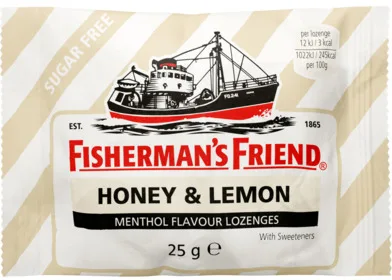 SUGAR FREE
per lozenge
12 kJ / 3 kcal
1022kJ / 245kcal
per 100g
EST. 1865
FISHERMAN'S FRIEND®
HONEY & LEMON
MENTHOL FLAVOUR LOZENGES
With Sweeteners
25 g ℮